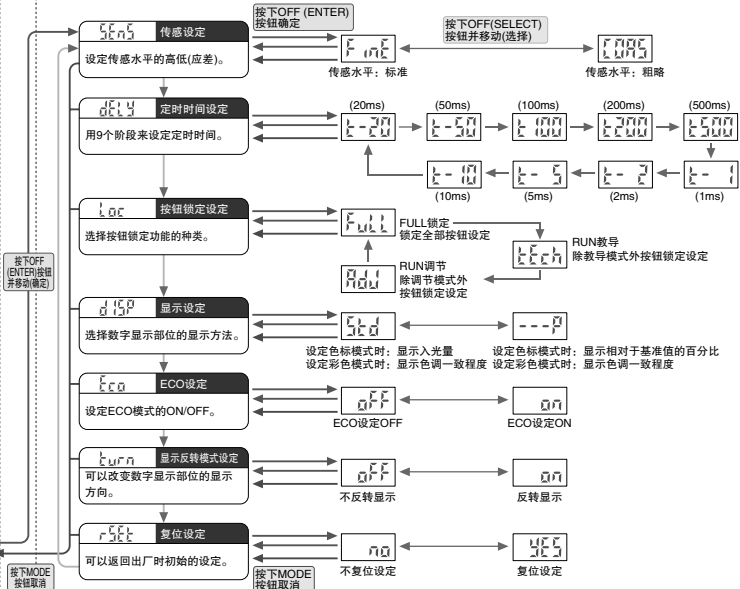 按下OFF (ENTER)
按钮确定
SEnS 传感设定
设定传感水平的高低(应差)。
FinE
传感水平：标准
按下OFF(SELECT)
按钮并移动(选择)
COAS
传感水平：粗略
dELY 定时时间设定
用9个阶段来设定定时时间。
(20ms) (50ms) (100ms) (200ms) (500ms)
t-20 t-50 t100 t200 t500
t- 10 t- 5 t- 2 t- 1
(10ms) (5ms) (2ms) (1ms)
Loc 按钮锁定设定
选择按钮锁定功能的种类。
FuLL
FULL锁定
锁定全部按钮设定
tEch
RUN教导
除教导模式外按钮锁定设定
AdJ
RUN调节
除调节模式外
按钮锁定设定
按下OFF
(ENTER)按钮
并移动(确定)
diSP 显示设定
选择数字显示部位的显示方法。
Std
---P
设定色标模式时：显示入光量
设定彩色模式时：显示色调一致程度
设定色标模式时：显示相对于基准值的百分比
设定彩色模式时：显示色调一致程度
Eco ECO设定
设定ECO模式的ON/OFF。
oFF
ECO设定OFF
on
ECO设定ON
turn 显示反转模式设定
可以改变数字显示部位的显示
方向。
oFF
不反转显示
on
反转显示
rSEt 复位设定
可以返回出厂时初始的设定。
no
不复位设定
YES
复位设定
按下MODE
按钮取消
按下MODE
按钮取消